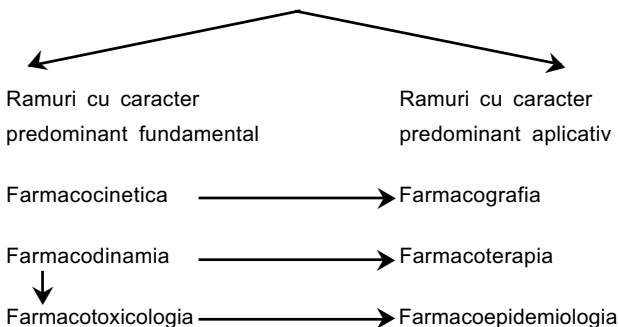 Ramuri cu caracter
predominant fundamental
Ramuri cu caracter
predominant aplicativ
Farmacocinetica
Farmacografia
Farmacodinamia
Farmacoterapia
Farmacotoxicologia
Farmacoepidemiologia